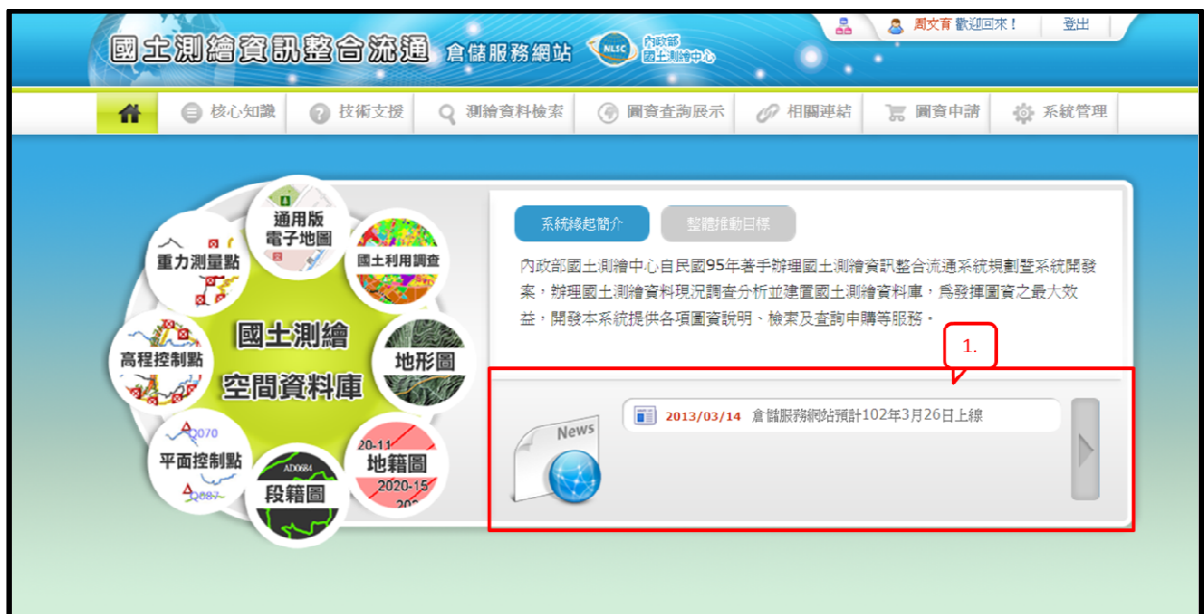 周文育 歡迎回來！
登出
國土測繪資訊整合流通 倉儲服務網站
NLSC
內政部
國土測繪中心
核心知識
技術支援
測繪資料檢索
圖資查詢展示
相關連結
圖資申請
系統管理
通用版
電子地圖
國土利用調查
重力測量點
高程控制點
國土測繪
空間資料庫
地形圖
平面控制點
Q070
Q087
段籍圖
AD0684
地籍圖
20-11
2020-15
202
系統緣起簡介
整體推動目標
內政部國土測繪中心自民國95年著手辦理國土測繪資訊整合流通系統規劃暨系統開發
案，辦理國土測繪資料現況調查分析並建置國土測繪資料庫，為發揮圖資之最大效
益，開發本系統提供各項圖資說明、檢索及查詢申購等服務。
1.
News
2013/03/14 倉儲服務網站預計102年3月26日上線